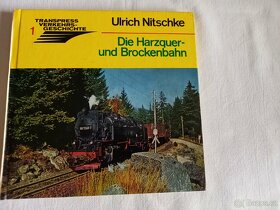 TRANSPRESS
VERKEHRS-
GESCHICHTE
1
Ulrich Nitschke
Die Harzquer-
und Brockenbahn